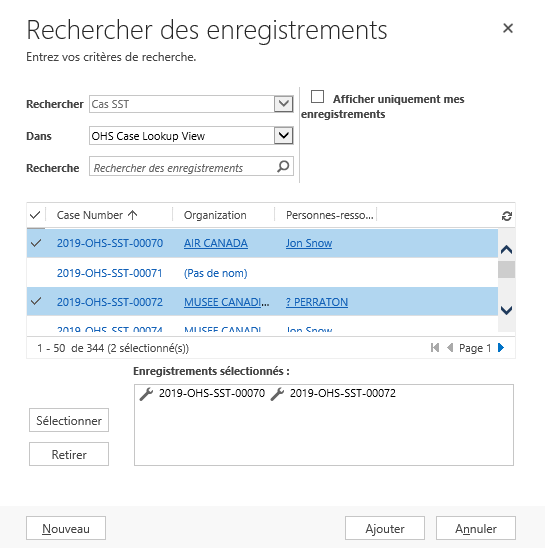 Rechercher des enregistrements
Entrez vos critères de recherche.
Rechercher Cas SST
Afficher uniquement mes enregistrements
Dans OHS Case Lookup View
Recherche Rechercher des enregistrements
Case Number Organization Personnes-resso...
2019-OHS-SST-00070 AIR CANADA Jon Snow
2019-OHS-SST-00071 (Pas de nom)
2019-OHS-SST-00072 MUSEE CANADI... ? PERRATON
2019-OHS-SST-00074 MUSEE CANADI... Jon Snow
1 - 50 de 344 (2 sélectionné(s)) Page 1
Enregistrements sélectionnés :
2019-OHS-SST-00070 2019-OHS-SST-00072
Sélectionner
Retirer
Nouveau Ajouter Annuler